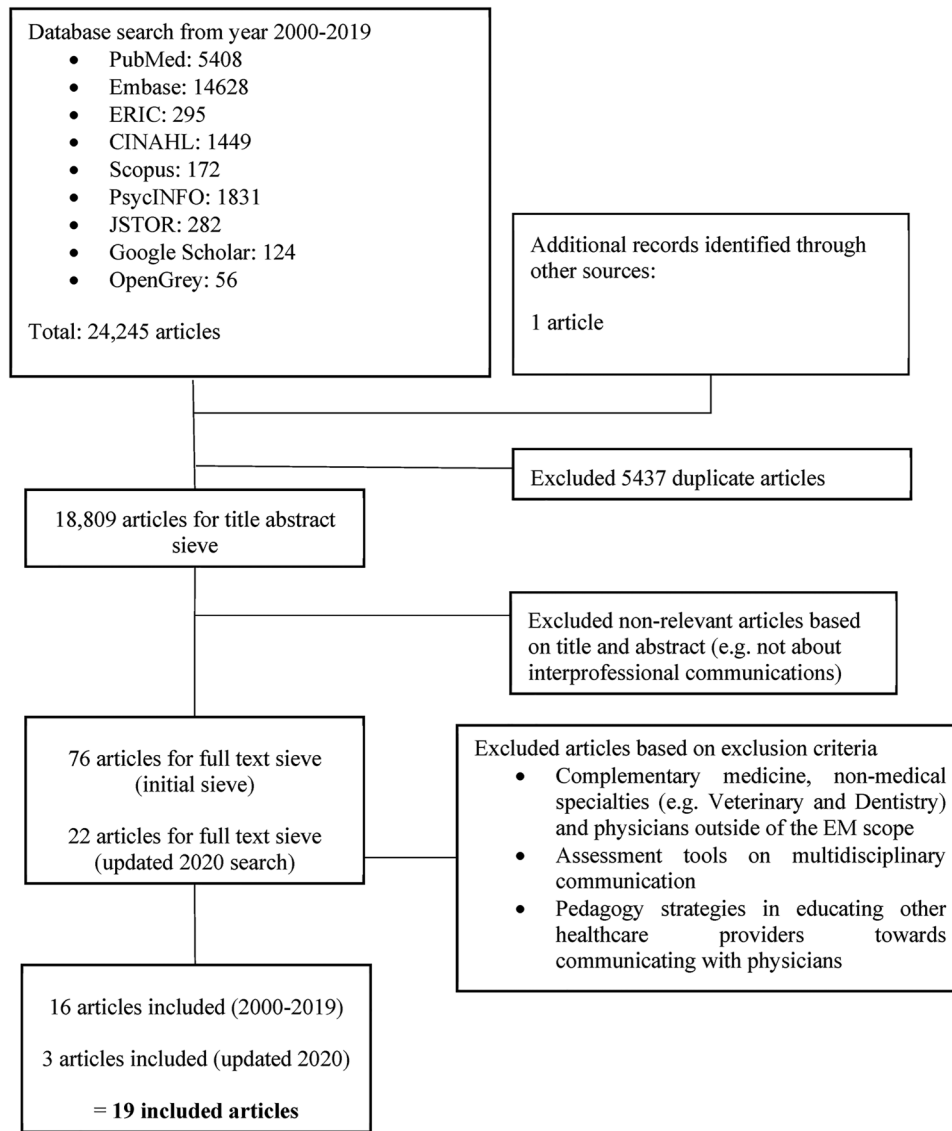 Database search from year 2000-2019
• PubMed: 5408
• Embase: 14628
• ERIC: 295
• CINAHL: 1449
• Scopus: 172
• PsycINFO: 1831
• JSTOR: 282
• Google Scholar: 124
• OpenGrey: 56
Total: 24,245 articles
Additional records identified through
other sources:
1 article
Excluded 5437 duplicate articles
18,809 articles for title abstract
sieve
Excluded non-relevant articles based
on title and abstract (e.g. not about
interprofessional communications)
76 articles for full text sieve
(initial sieve)
22 articles for full text sieve
(updated 2020 search)
Excluded articles based on exclusion criteria
• Complementary medicine, non-medical
specialties (e.g. Veterinary and Dentistry)
and physicians outside of the EM scope
• Assessment tools on multidisciplinary
communication
• Pedagogy strategies in educating other
healthcare providers towards
communicating with physicians
16 articles included (2000-2019)
3 articles included (updated 2020)
= 19 included articles